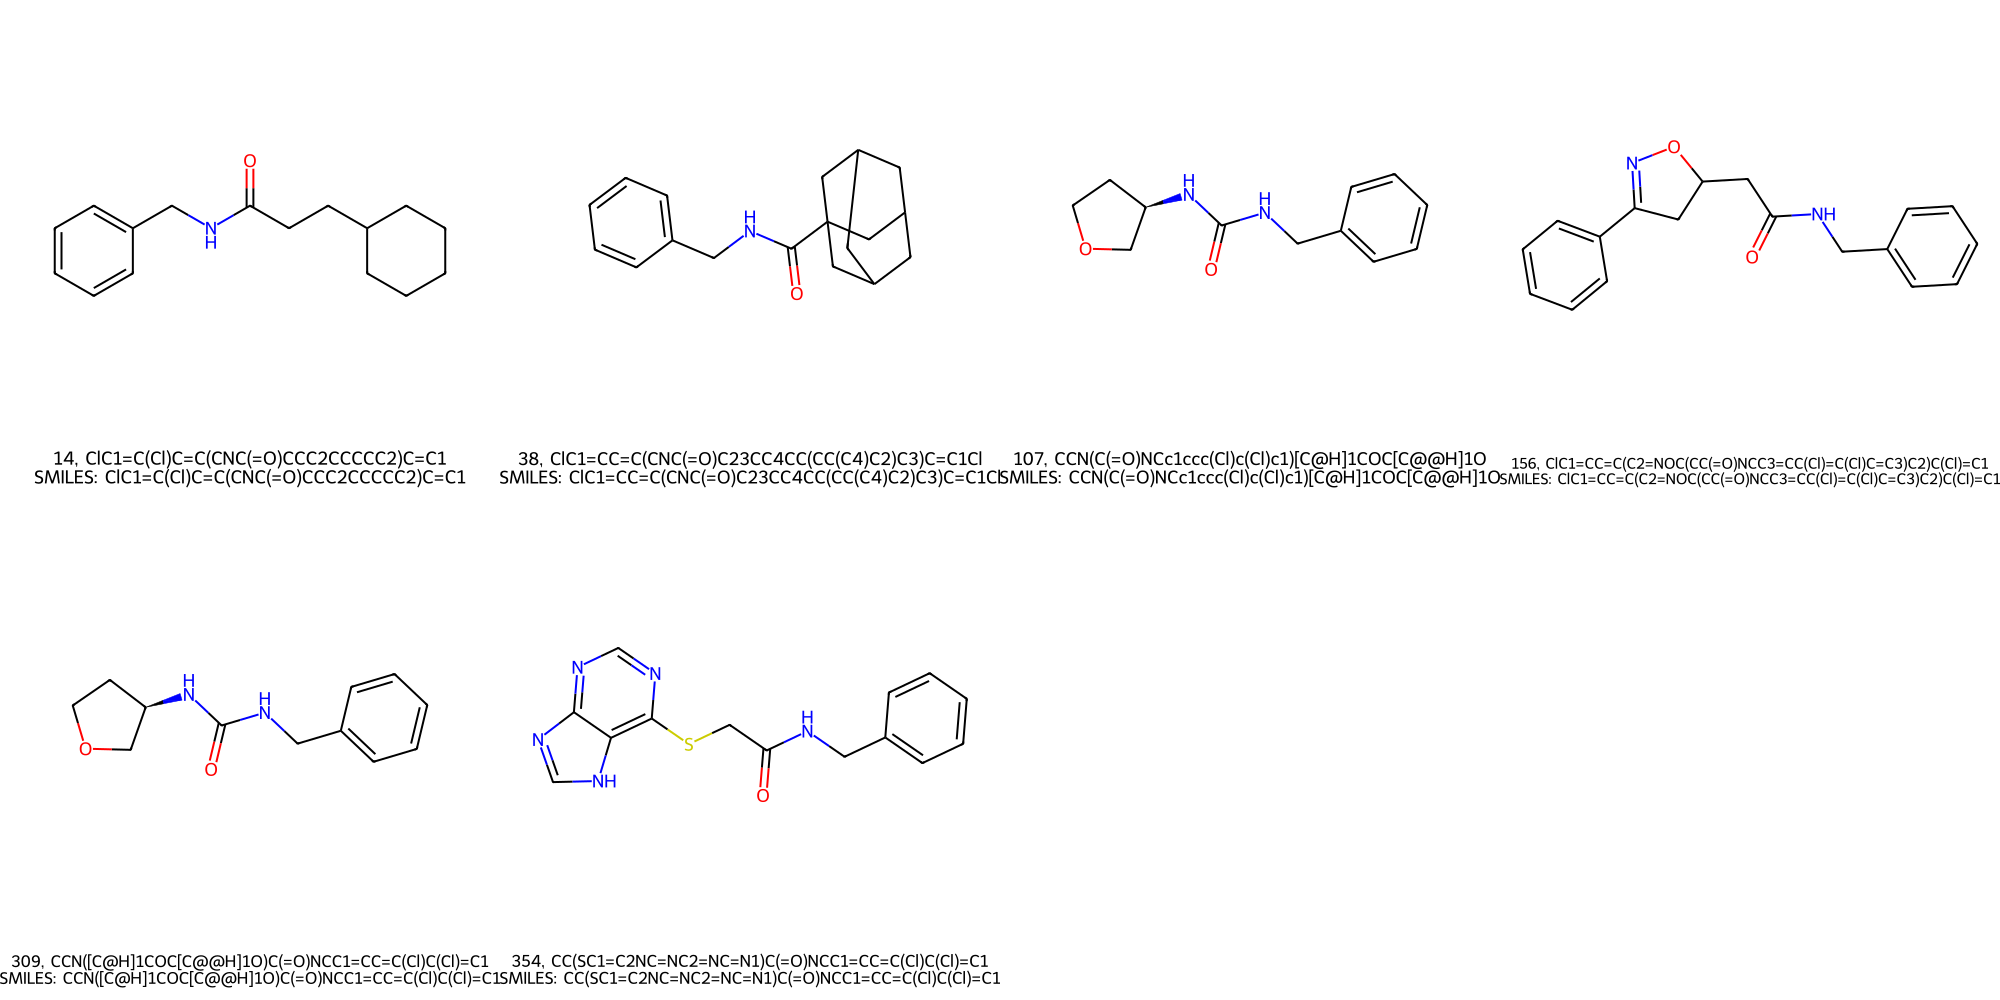 O
N
H
H
N
O
O
H
N
O
H
N
N
O
O
NH
14, ClC1=C(Cl)C=C(CNC(=O)CCC2CCCCC2)C=C1
SMILES: ClC1=C(Cl)C=C(CNC(=O)CCC2CCCCC2)C=C1
38, ClC1=CC=C(CNC(=O)C23CC4CC(CC(C4)C2)C3)C=C1Cl
SMILES: ClC1=CC=C(CNC(=O)C23CC4CC(CC(C4)C2)C3)C=C1Cl
107, CCN(C(=O)NCc1ccc(Cl)c(Cl)c1)[C@H]1COC[C@@H]1O
SMILES: CCN(C(=O)NCc1ccc(Cl)c(Cl)c1)[C@H]1COC[C@@H]1O
156, ClC1=CC=C(C2=NOC(CC(=O)NCC3=CC(Cl)=C(Cl)C=C3)C2)C(Cl)=C1
SMILES: ClC1=CC=C(C2=NOC(CC(=O)NCC3=CC(Cl)=C(Cl)C=C3)C2)C(Cl)=C1
O
H
N
O
H
N
N
N
N
NH
S
O
H
N
309, CCN([C@H]1COC[C@@H]1O)C(=O)NCC1=CC=C(Cl)C(Cl)=C1
SMILES: CCN([C@H]1COC[C@@H]1O)C(=O)NCC1=CC=C(Cl)C(Cl)=C1
354, CC(SC1=C2NC=NC2=NC=N1)C(=O)NCC1=CC=C(Cl)C(Cl)=C1
SMILES: CC(SC1=C2NC=NC2=NC=N1)C(=O)NCC1=CC=C(Cl)C(Cl)=C1